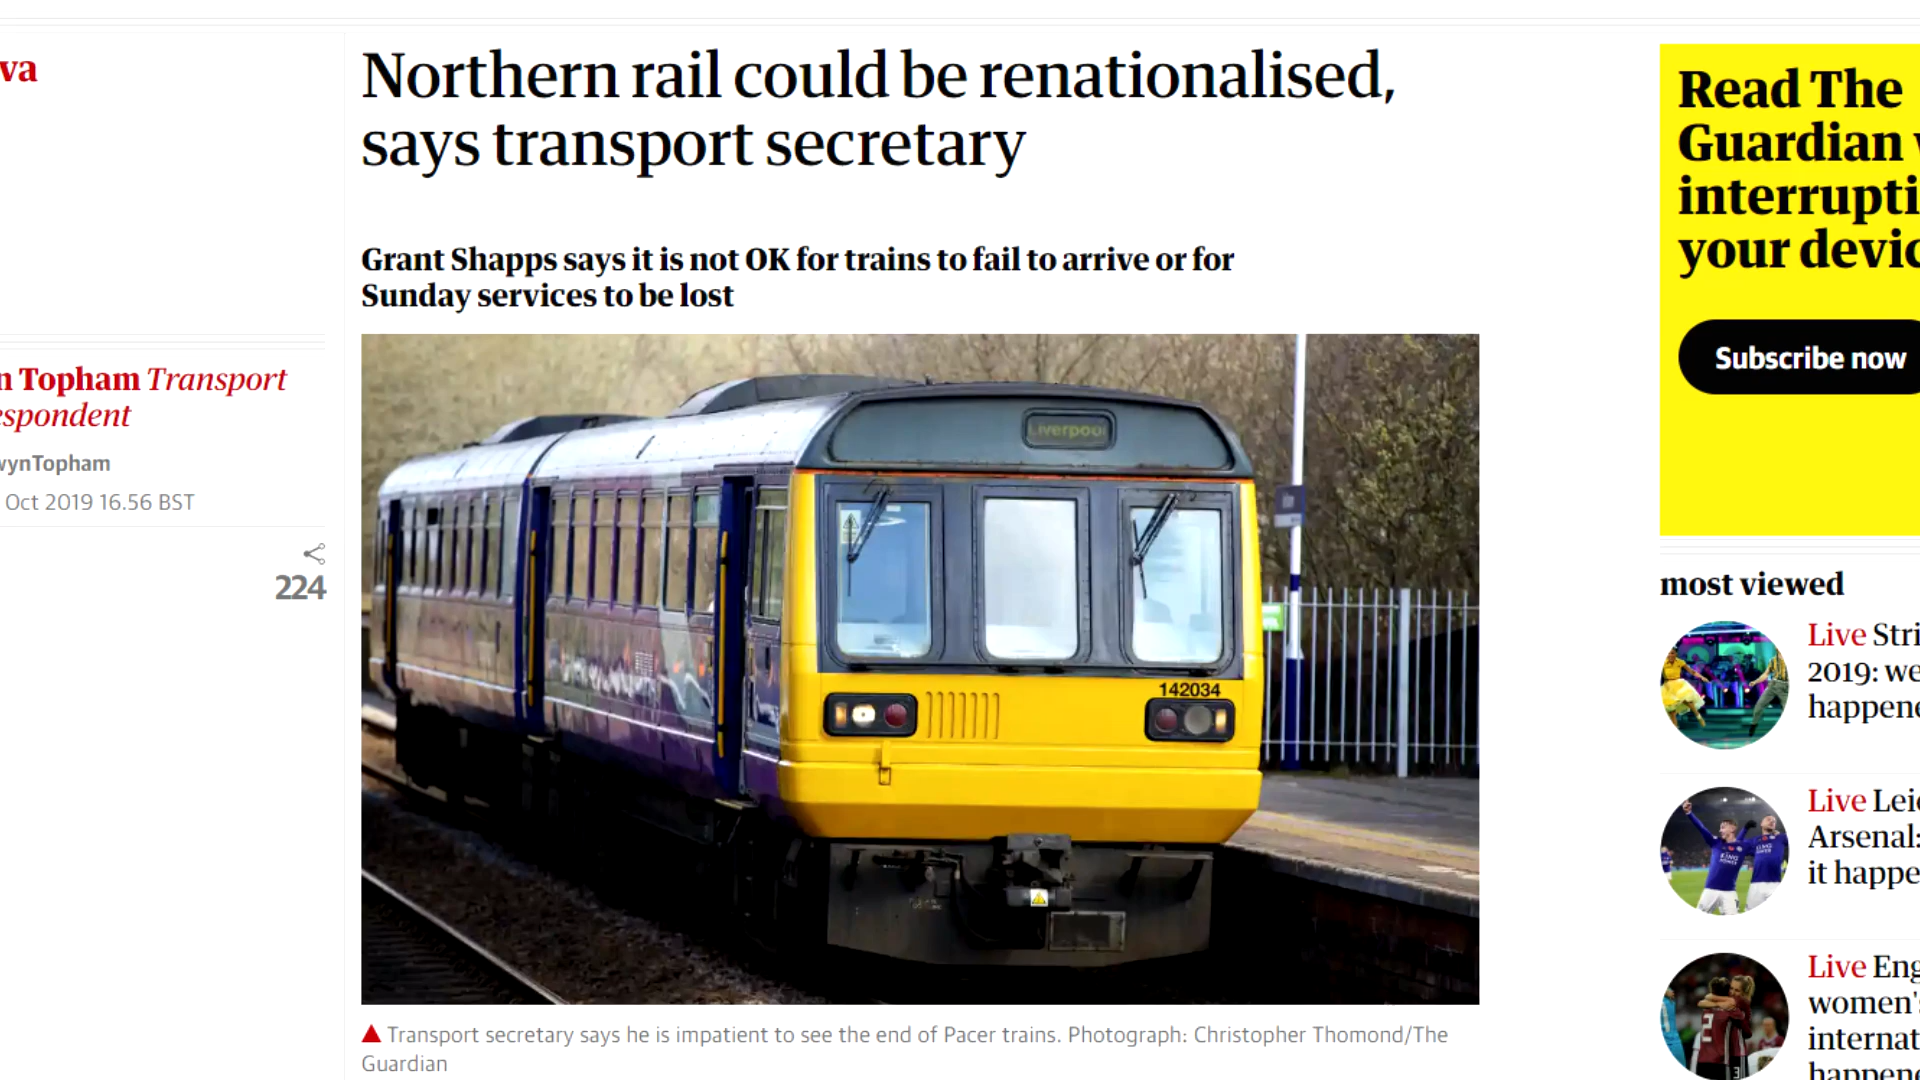 va
Northern rail could be renationalised,
says transport secretary
Grant Shapps says it is not OK for trains to fail to arrive or for
Sunday services to be lost
n Topham Transport
espondent
wynTopham
Oct 2019 16.56 BST
224
Liverpool
142034
Transport secretary says he is impatient to see the end of Pacer trains. Photograph: Christopher Thomond/The
Guardian
Read The
Guardian
interrupti
your devic
Subscribe now
most viewed
Live Stri
2019: we
happene
Live Leic
Arsenal:
it happe
Live Eng
women's
internat
happene